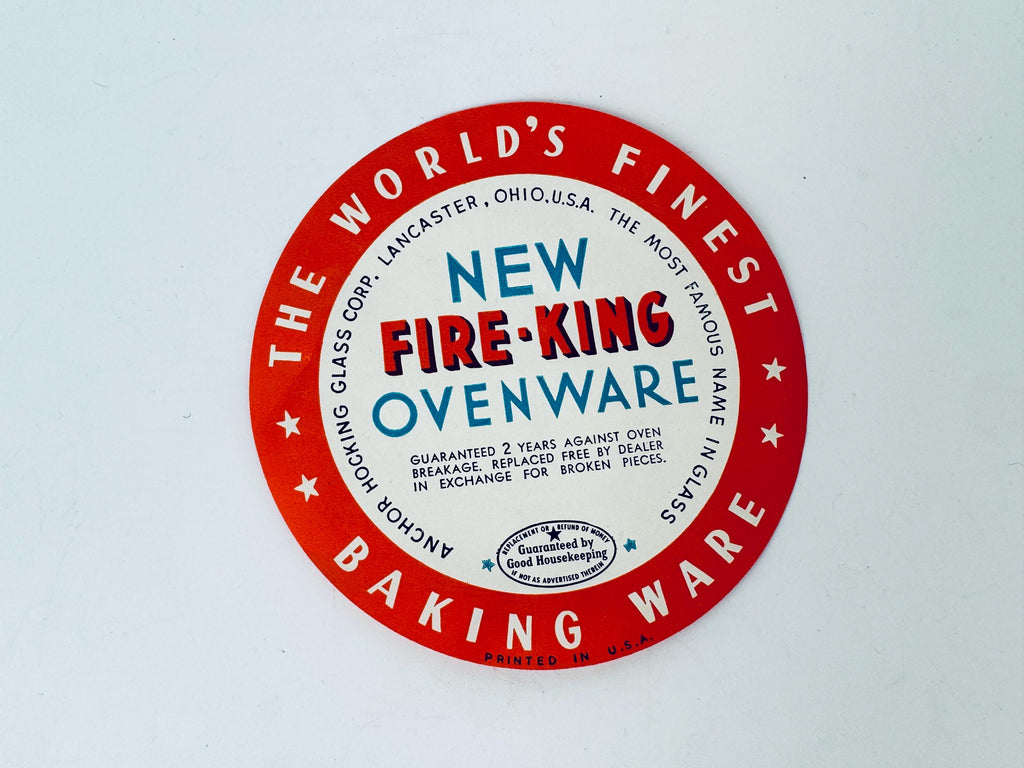 THE WORLD'S FINEST
ANCHOR HOCKING GLASS CORP. LANCASTER, OHIO, U.S.A. THE MOST FAMOUS NAME IN GLASS
NEW
FIRE-KING
OVENWARE
GUARANTEED 2 YEARS AGAINST OVEN
BREAKAGE. REPLACED FREE BY DEALER
IN EXCHANGE FOR BROKEN PIECES.
REPLACEMENT OR REFUND OF MONEY
Guaranteed by
Good Housekeeping
IF NOT AS ADVERTISED THEREIN
BAKING WARE
PRINTED IN U.S.A.